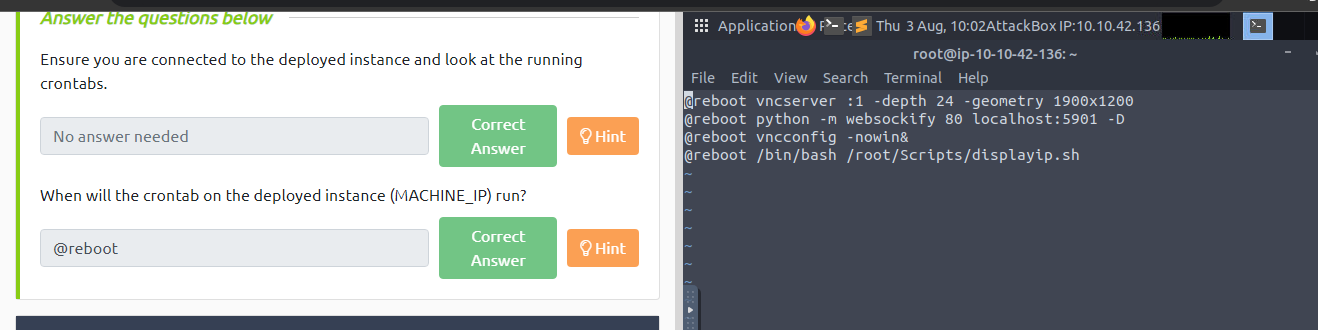 Answer the questions below
Ensure you are connected to the deployed instance and look at the running
crontabs.
No answer needed
Correct
Answer
Hint
When will the crontab on the deployed instance (MACHINE_IP) run?
@reboot
Correct
Answer
Hint
Application
Thu 3 Aug, 10:02AttackBox IP:10.10.42.136
root@ip-10-10-42-136: ~
File Edit View Search Terminal Help
@reboot vncserver :1 -depth 24 -geometry 1900x1200
@reboot python -m websockify 80 localhost:5901 -D
@reboot vncconfig -nowin&
@reboot /bin/bash /root/Scripts/displayip.sh
~
~
~
~
~
~
~